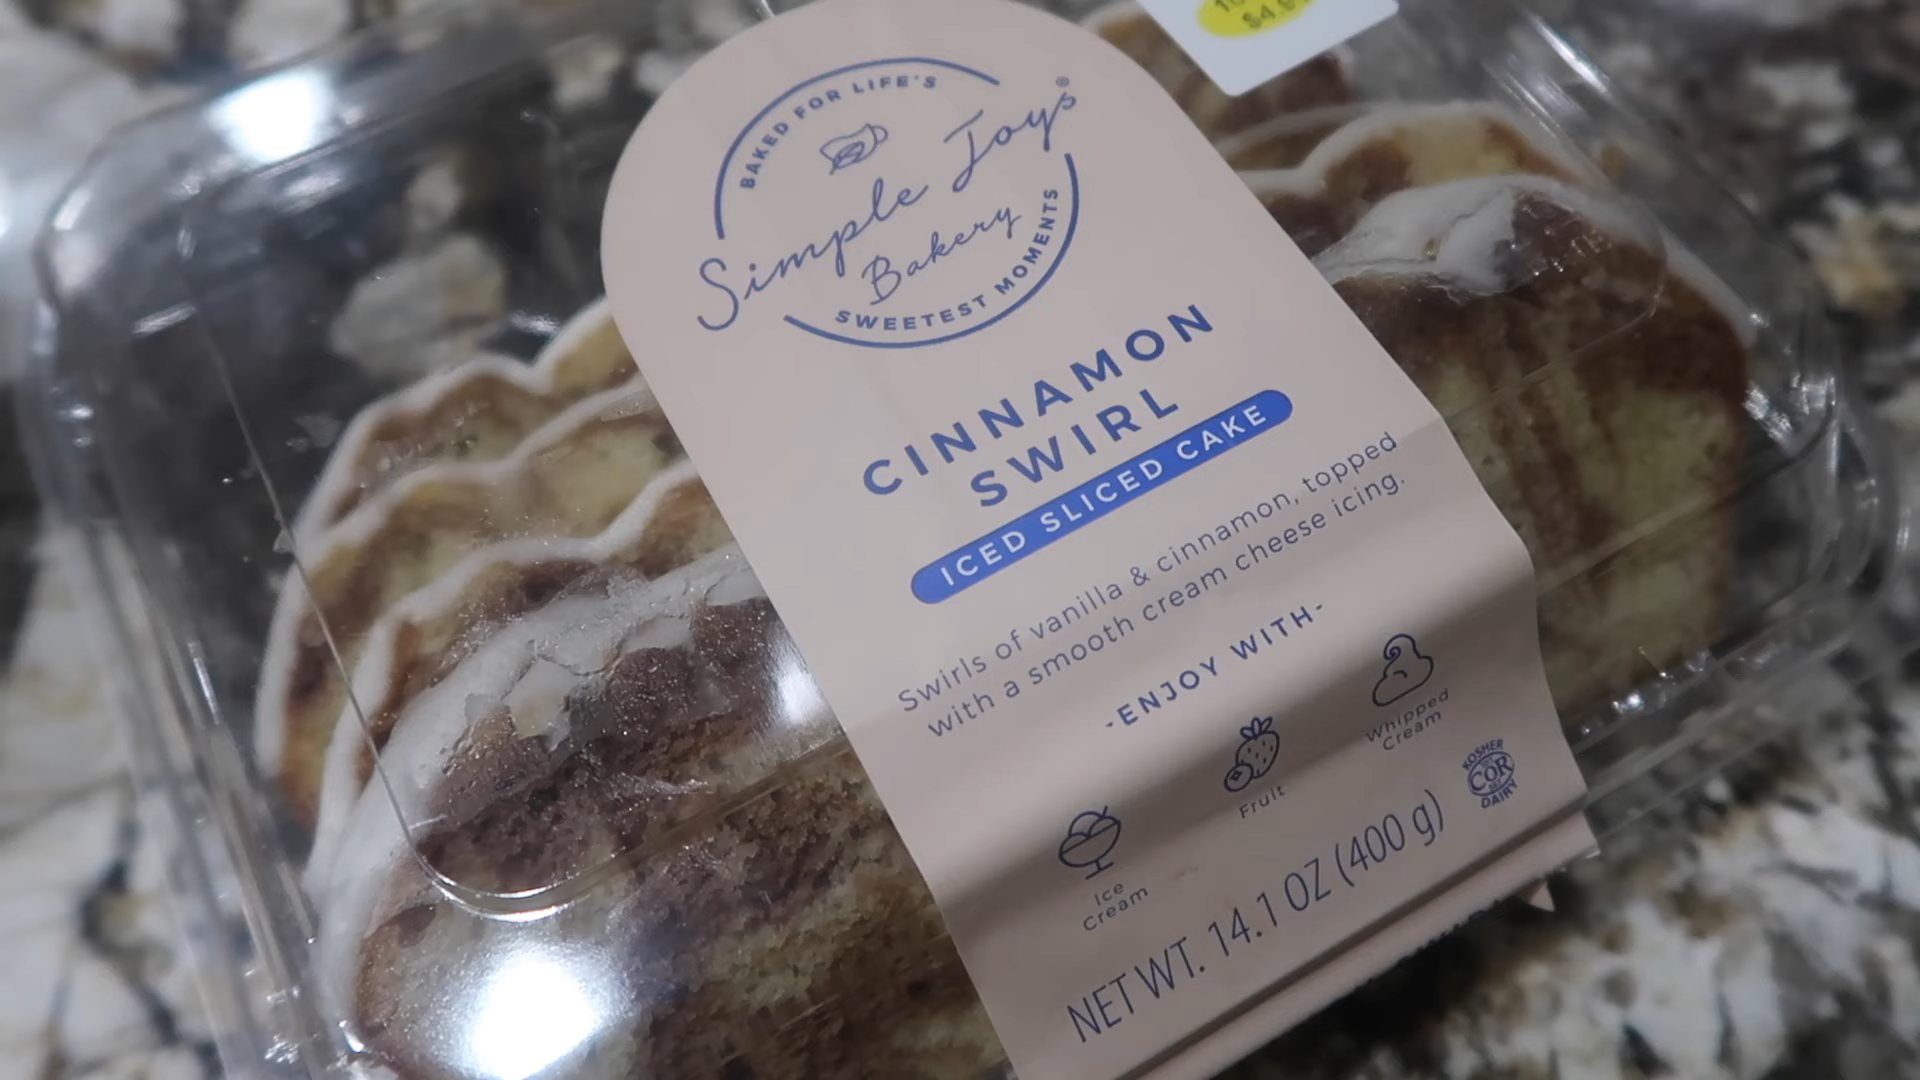 BAKED FOR LIFE'S
Simple Joys®
Bakery
SWEETEST MOMENTS
CINNAMON
SWIRL
ICED SLICED CAKE
Swirls of vanilla & cinnamon, topped
with a smooth cream cheese icing.
-ENJOY WITH-
Ice
Cream
Fruit
Whipped
Cream
KOSHER
COR
DAIRY
NET WT. 14.1 OZ (400 g)